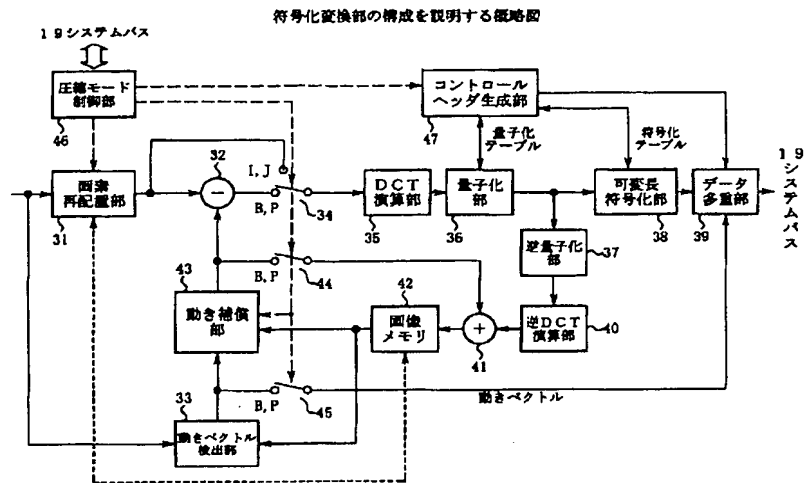 符号化変換部の構成を説明する概略図
19システムバス
圧縮モード
制御部
46
コントロール
ヘッダ生成部
47
量子化
テーブル
符号化
テーブル
32
I,J
画素
再配置部
31
−
B,P
34
DCT
演算部
35
量子化
部
36
可変長
符号化部
38
データ
多重部
39
19システムバス
逆量子化
部
37
43
動き補償
部
B,P
44
42
画像
メモリ
+
41
逆DCT
演算部
40
33
動きベクトル
検出部
B,P
45
動きベクトル